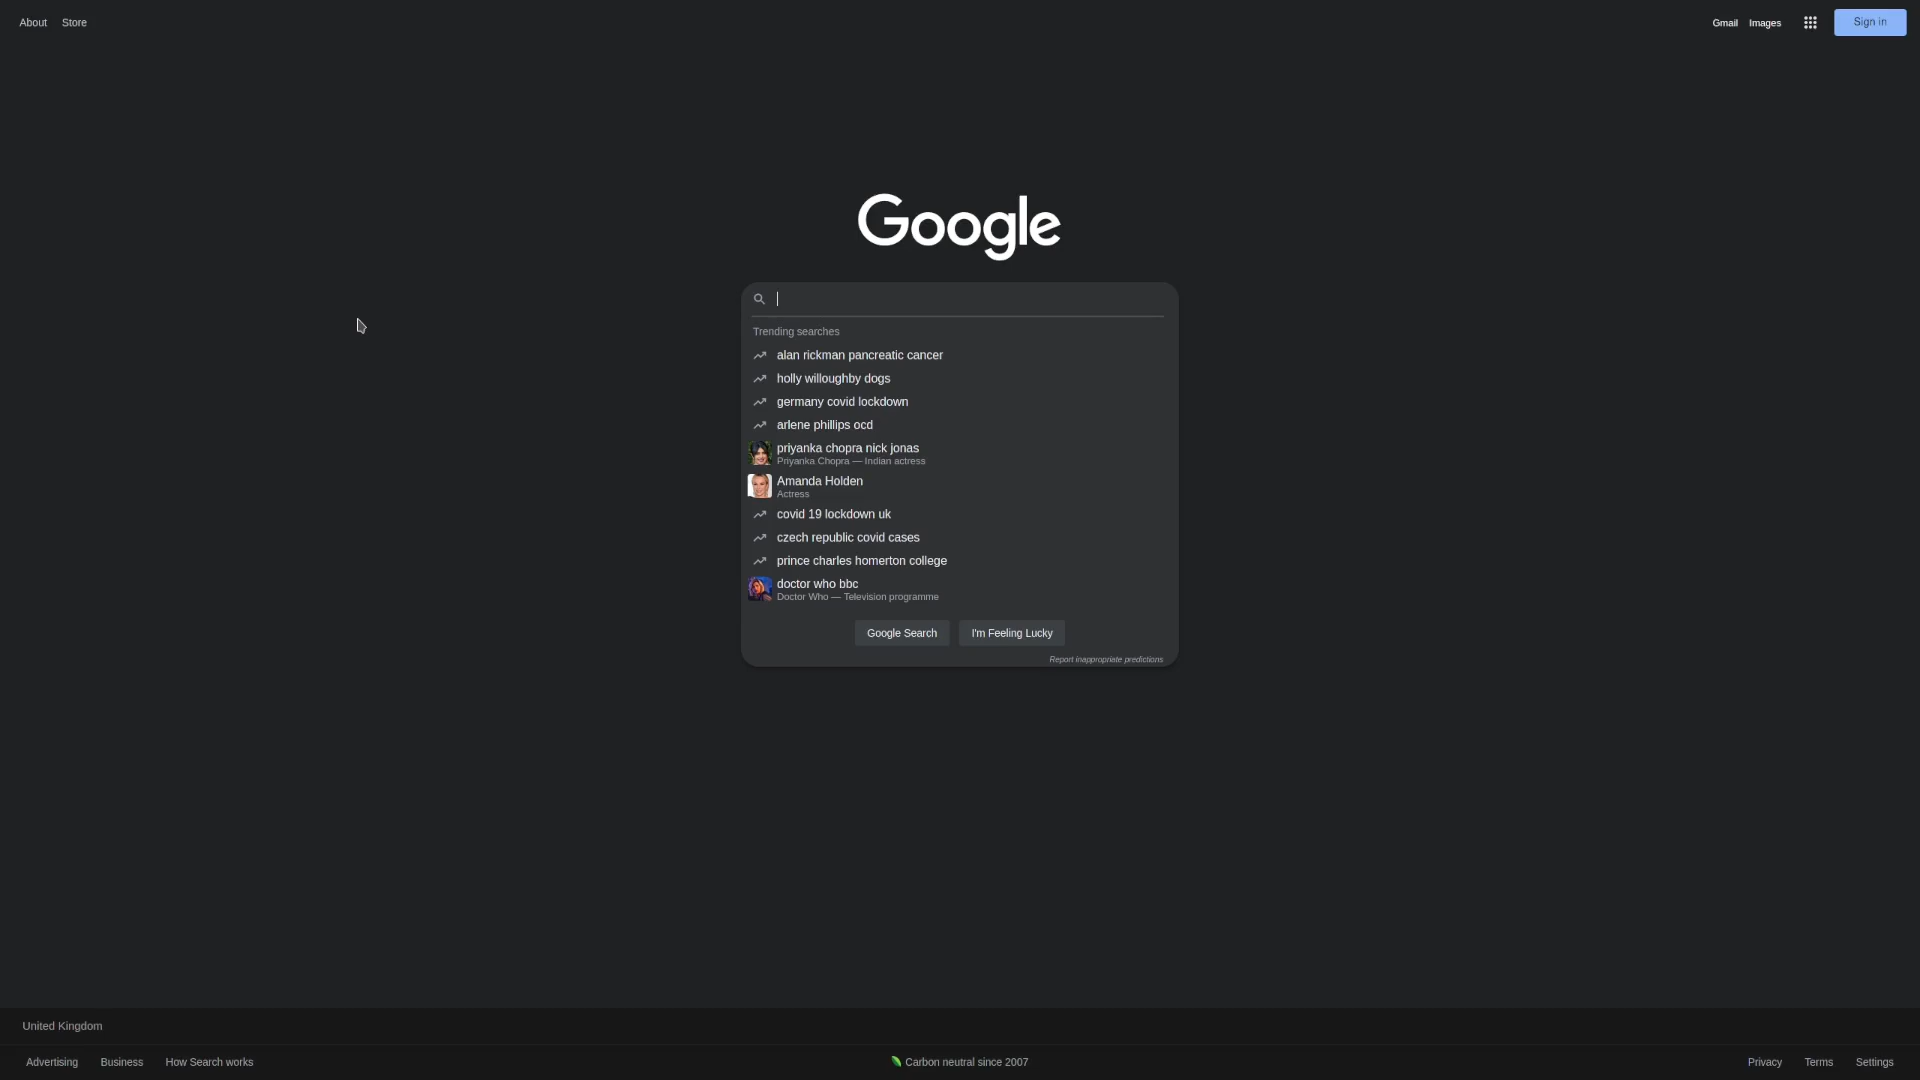 About Store
Gmail Images
Sign in
Google
Trending searches
alan rickman pancreatic cancer
holly willoughby dogs
germany covid lockdown
arlene phillips ocd
priyanka chopra nick jonas
Priyanka Chopra — Indian actress
Amanda Holden
Actress
covid 19 lockdown uk
czech republic covid cases
prince charles homerton college
doctor who bbc
Doctor Who — Television programme
Google Search I'm Feeling Lucky
Report inappropriate predictions
United Kingdom
Advertising Business How Search works
Carbon neutral since 2007
Privacy Terms Settings